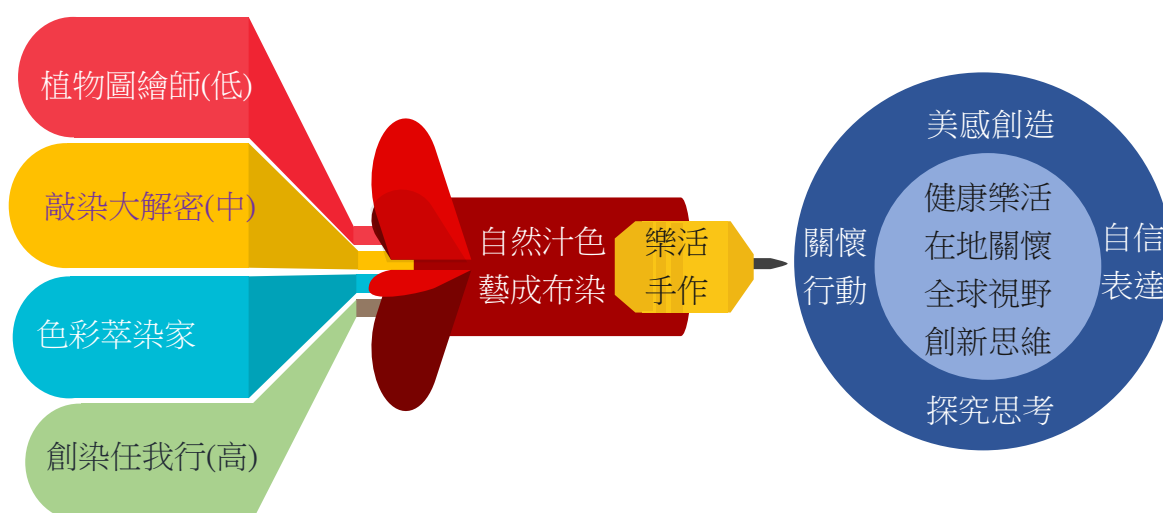 植物圖繪師(低)
敲染大解密(中)
色彩萃染家
創染任我行(高)
自然汁色
藝成布染
樂活
手作
美感創造
關懷
行動
健康樂活
在地關懷
全球視野
創新思維
自信
表達
探究思考